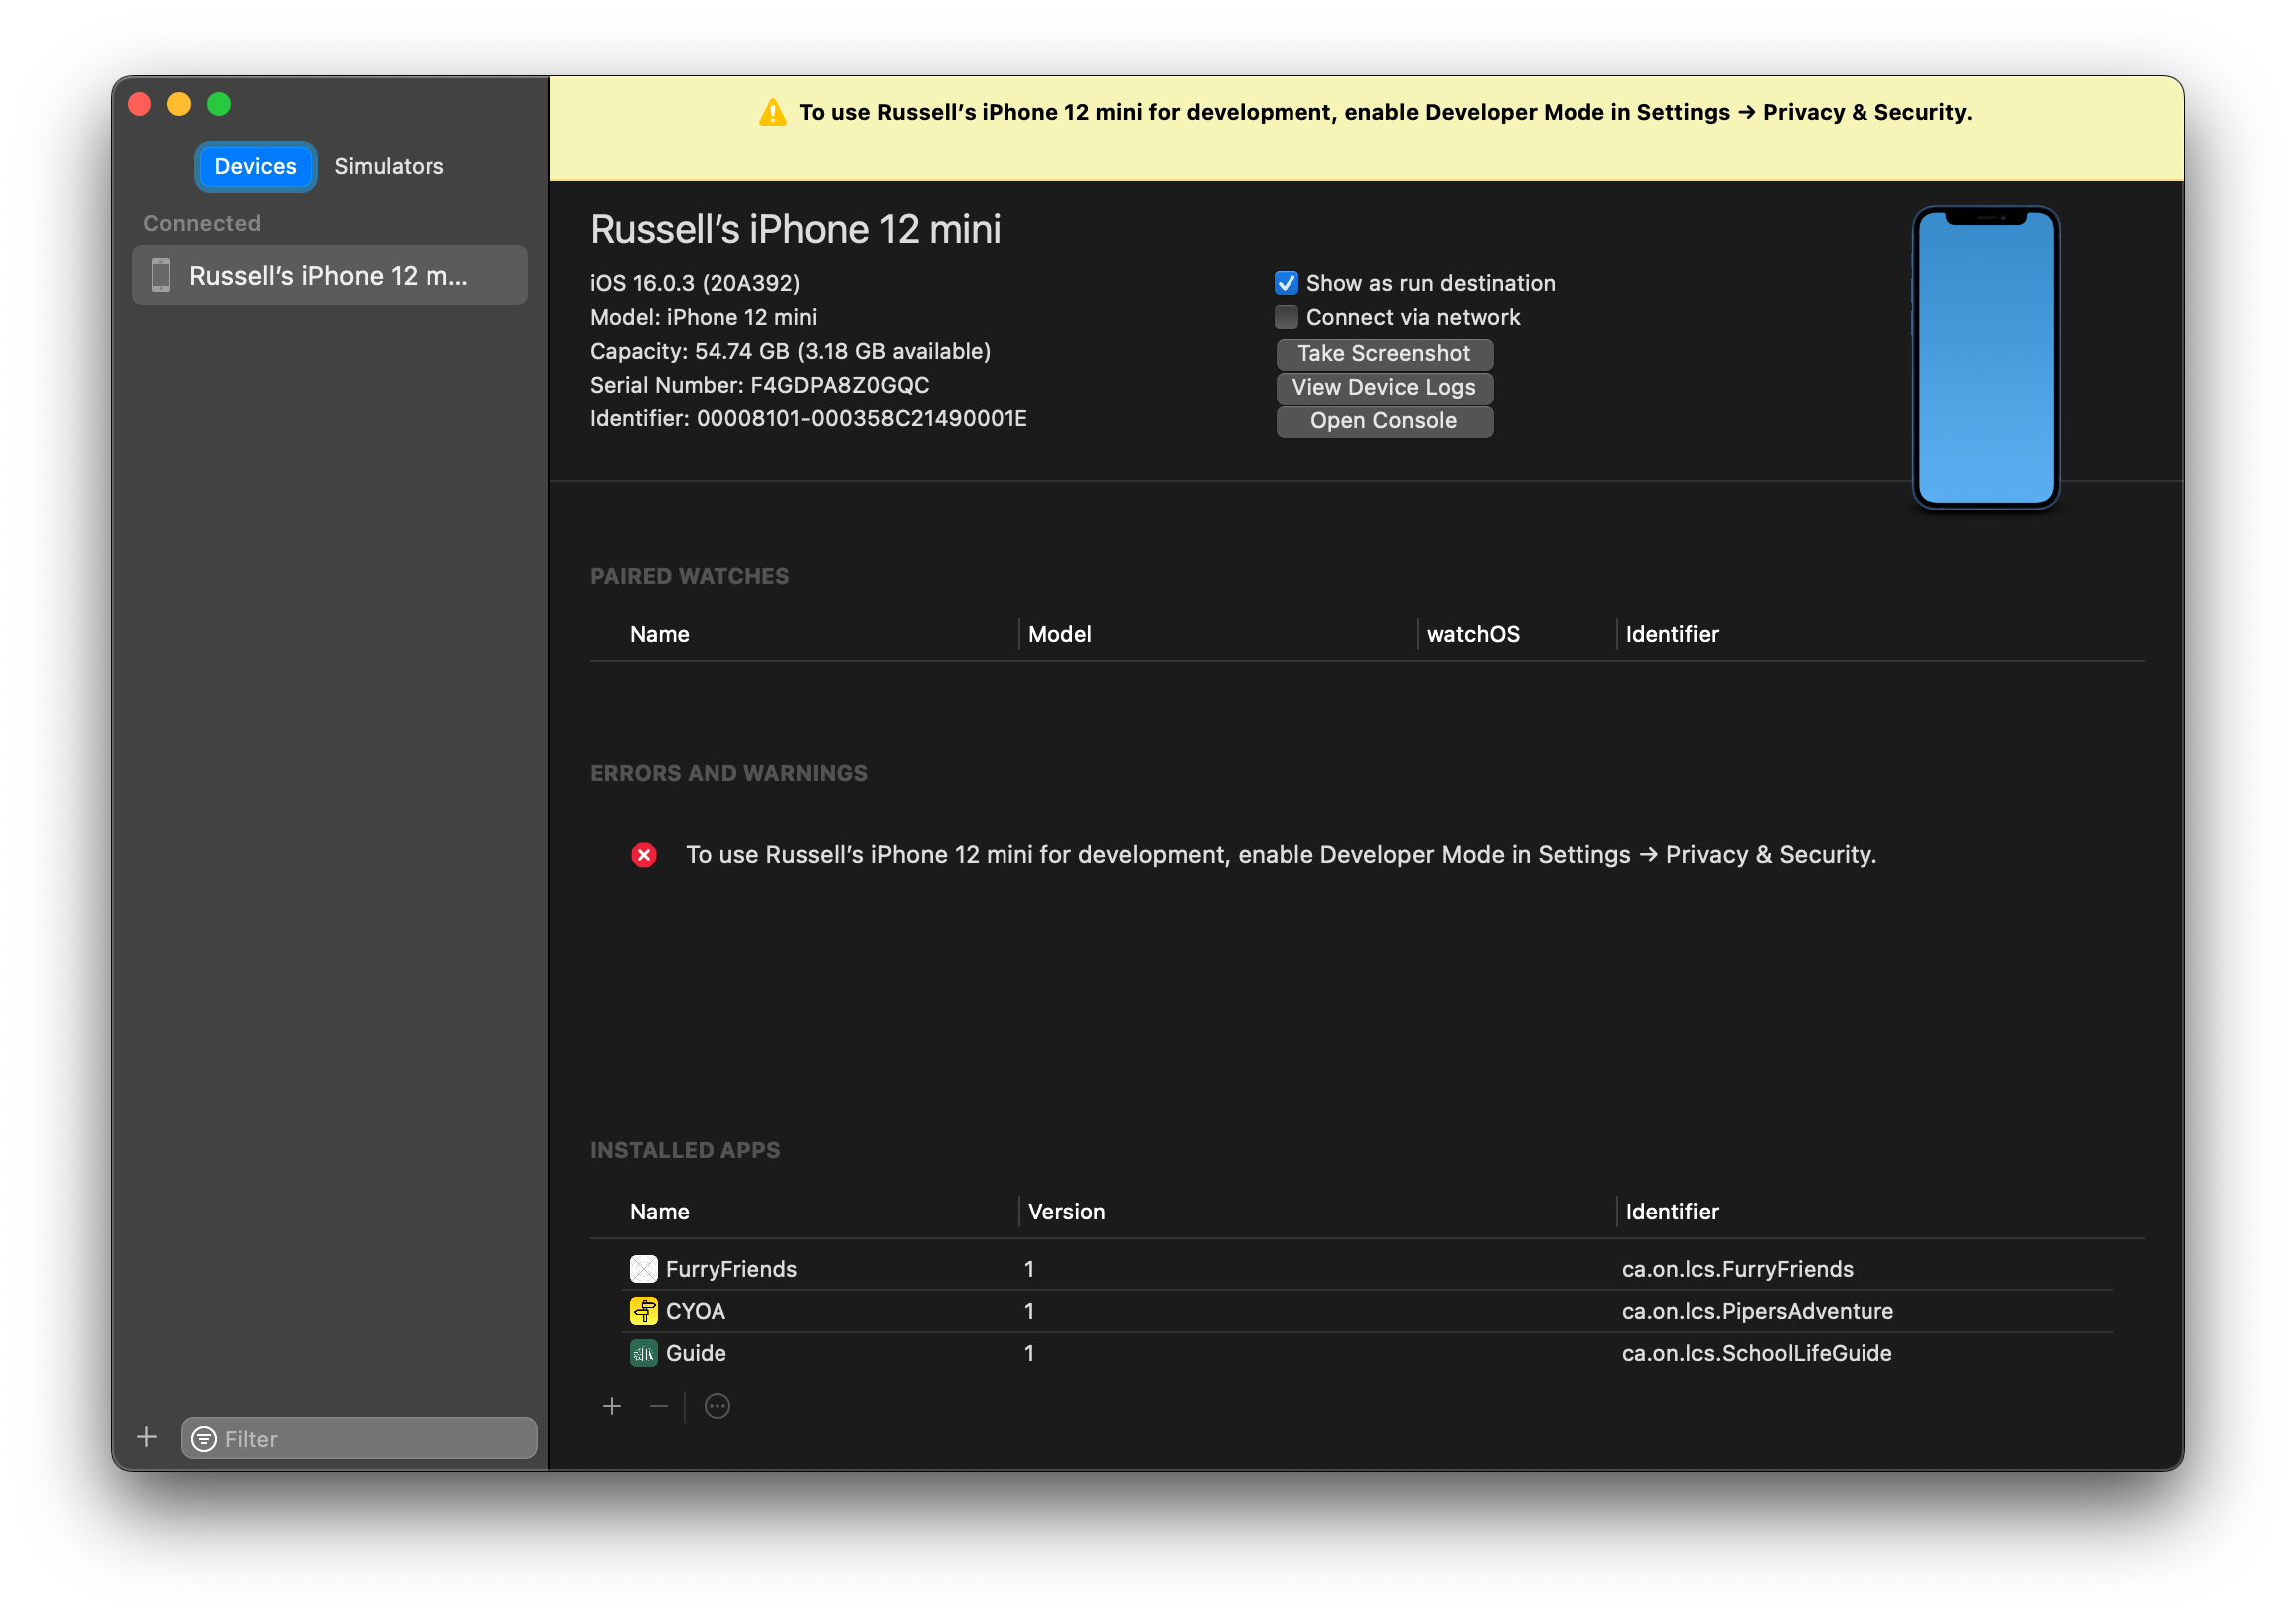 To use Russell’s iPhone 12 mini for development, enable Developer Mode in Settings → Privacy & Security.
Devices
Simulators
Connected
Russell’s iPhone 12 m...
Russell’s iPhone 12 mini
iOS 16.0.3 (20A392)
Model: iPhone 12 mini
Capacity: 54.74 GB (3.18 GB available)
Serial Number: F4GDPA8Z0GQC
Identifier: 00008101-000358C21490001E
Show as run destination
Connect via network
Take Screenshot
View Device Logs
Open Console
PAIRED WATCHES
Name Model watchOS Identifier
ERRORS AND WARNINGS
To use Russell’s iPhone 12 mini for development, enable Developer Mode in Settings → Privacy & Security.
INSTALLED APPS
Name Version Identifier
FurryFriends 1 ca.on.lcs.FurryFriends
CYOA 1 ca.on.lcs.PipersAdventure
Guide 1 ca.on.lcs.SchoolLifeGuide
Filter